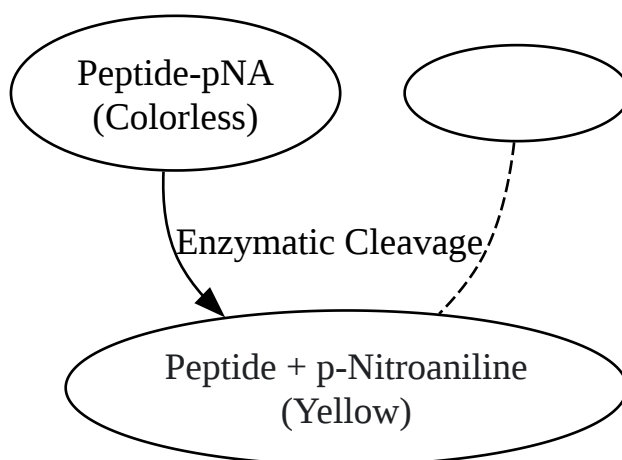 Peptide-pNA
(Colorless)
Enzymatic Cleavage
Peptide + p-Nitroaniline
(Yellow)